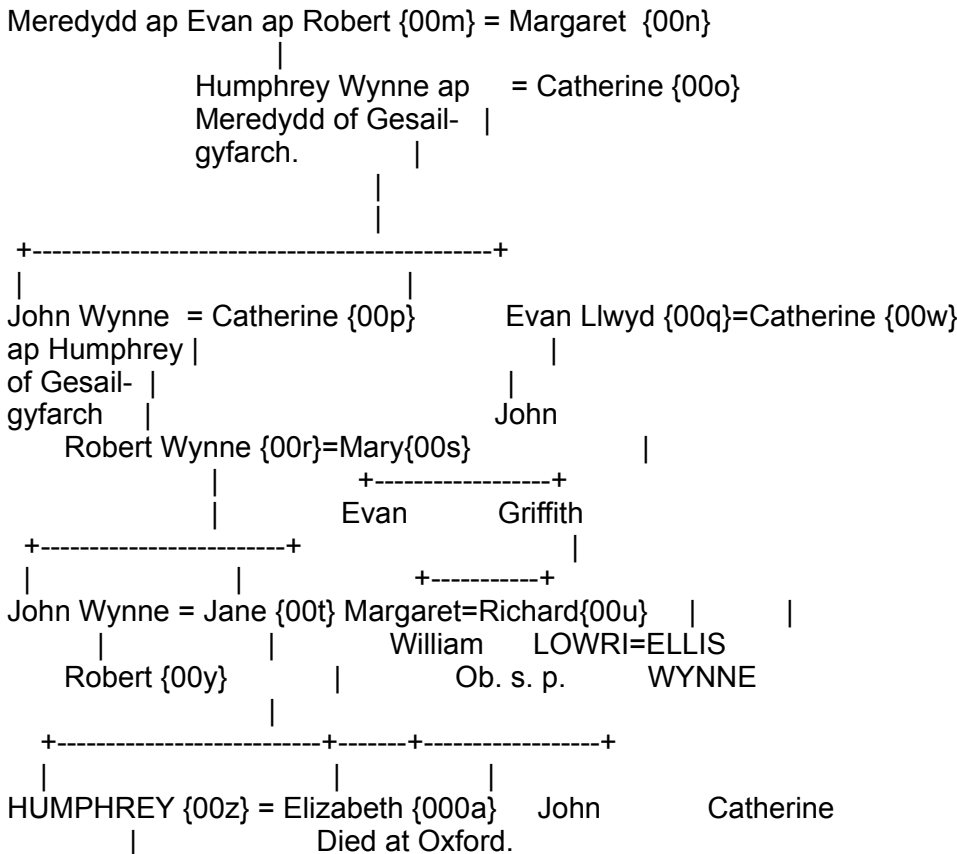 Meredydd ap Evan ap Robert {00m} = Margaret  {00n}
|
Humphrey Wynne ap     = Catherine {00o}
Meredydd of Gesail-   |
gyfarch.              |
|
|
+-----------------------------------------------+
|                                               |
John Wynne  = Catherine {00p}          Evan Llwyd {00q}=Catherine {00w}
ap Humphrey |                                          |
of Gesail-  |                                          |
gyfarch     |                                         John
Robert Wynne {00r}=Mary{00s}                    |
|                +------------------+
|              Evan           Griffith
+-------------------------+                               |
|                         |                   +-----------+
John Wynne = Jane {00t} Margaret=Richard{00u}     |          |
|                    |              William      LOWRI=ELLIS
Robert {00y}              |              Ob. s. p.          WYNNE
|
+---------------------------+-------+------------------+
|                                   |                  |
HUMPHREY {00z} = Elizabeth {000a}     John              Catherine
|                      Died at Oxford.